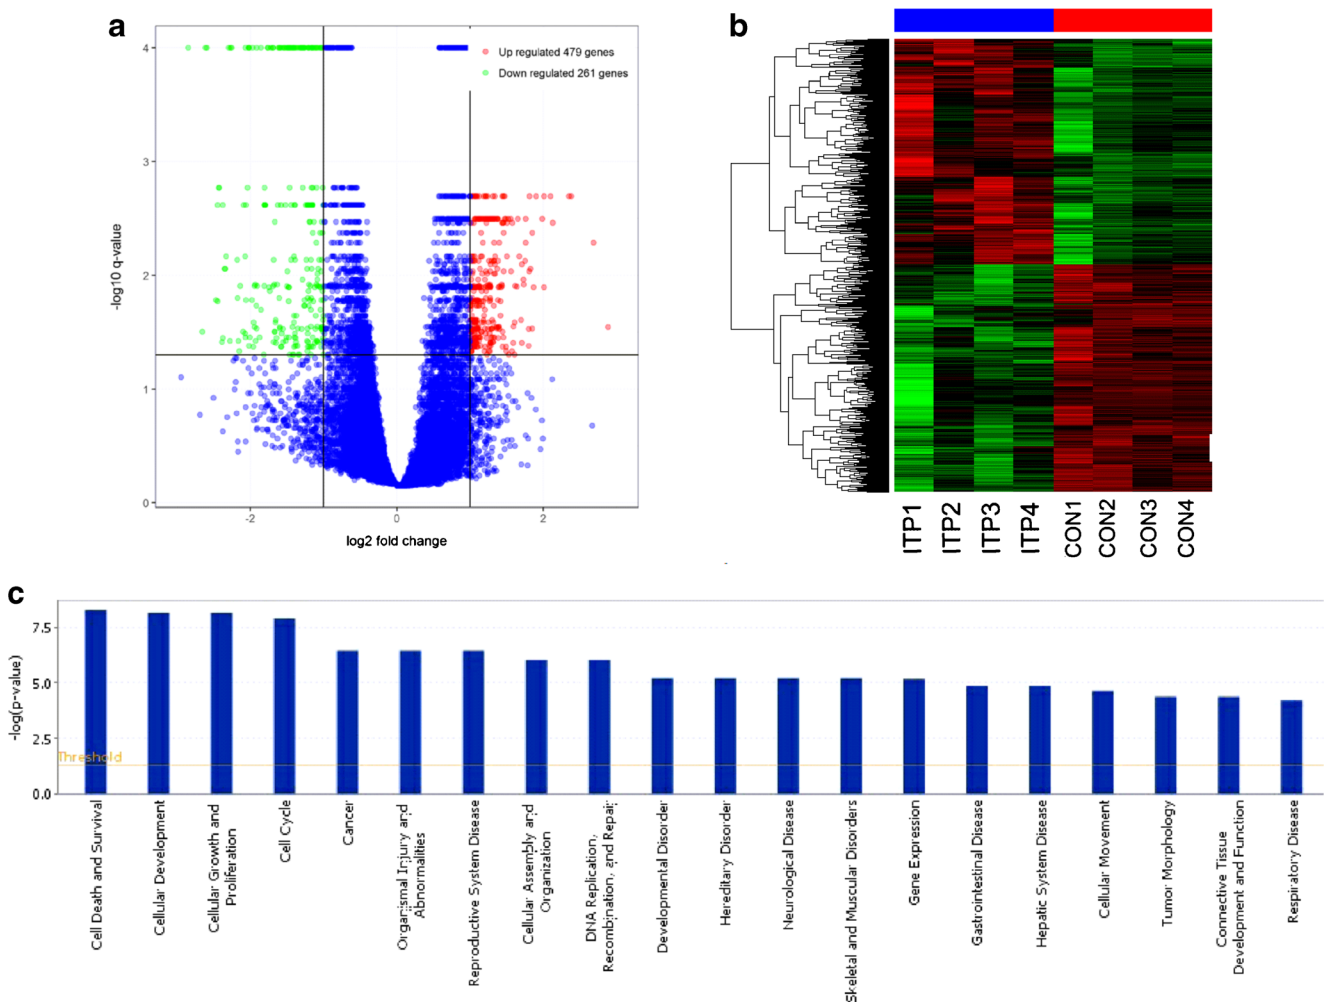 a
4
3
2
1
0
-log10 q-value
Up regulated 479 genes
Down regulated 261 genes
-2
0
2
log2 fold change
b
ITP1
ITP2
ITP3
ITP4
CON1
CON2
CON3
CON4
c
7.5
5.0
2.5
0.0
-log(p-value)
Threshold
Cell Death and Survival
Cellular Development
Cellular Growth and
Proliferation
Cell Cycle
Cancer
Organismal Injury and
Abnormalities
Reproductive System Disease
Cellular Assembly and
Organization
DNA Replication,
Recombination, and Repair
Developmental Disorder
Hereditary Disorder
Neurological Disease
Skeletal and Muscular Disorders
Gene Expression
Gastrointestinal Disease
Hepatic System Disease
Cellular Movement
Tumor Morphology
Connective Tissue
Development and Function
Respiratory Disease